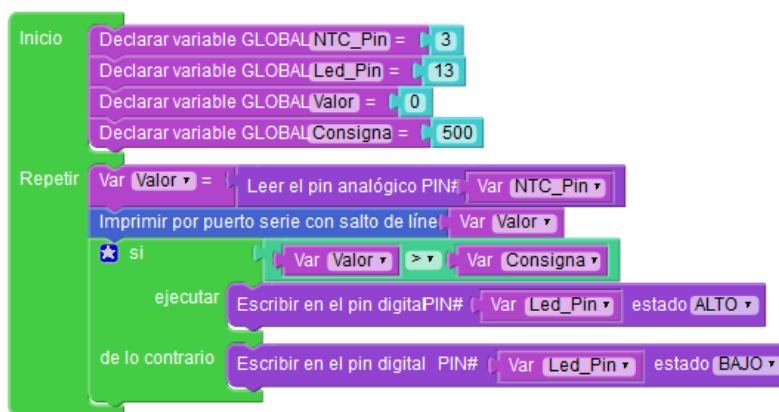 Inicio Declarar variable GLOBAL NTC_Pin = 3
Declarar variable GLOBAL Led_Pin = 13
Declarar variable GLOBAL Valor = 0
Declarar variable GLOBAL Consigna = 500
Repetir Var Valor = Leer el pin analógico PIN# Var NTC_Pin
Imprimir por puerto serie con salto de líne Var Valor
si Var Valor > Var Consigna
ejecutar Escribir en el pin digital PIN# Var Led_Pin estado ALTO
de lo contrario Escribir en el pin digital PIN# Var Led_Pin estado BAJO